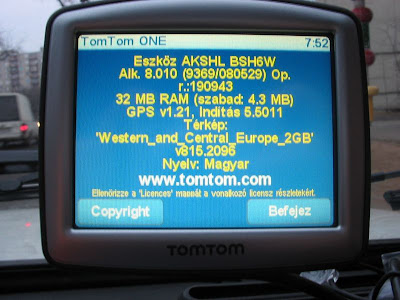 TomTom ONE 7:52
Eszköz AKSHL BSH6W
Alk. 8.010 (9369/080529) Op.
r.:190943
32 MB RAM (szabad: 4.3 MB)
GPS v1.21, Indítás 5.5011
Térkép:
'Western_and_Central_Europe_2GB'
v815.2096
Nyelv: Magyar
www.tomtom.com
Ellenőrizze a 'Licences' mappát a vonatkozó licensz részletekért.
Copyright Befejez
TOMTOM